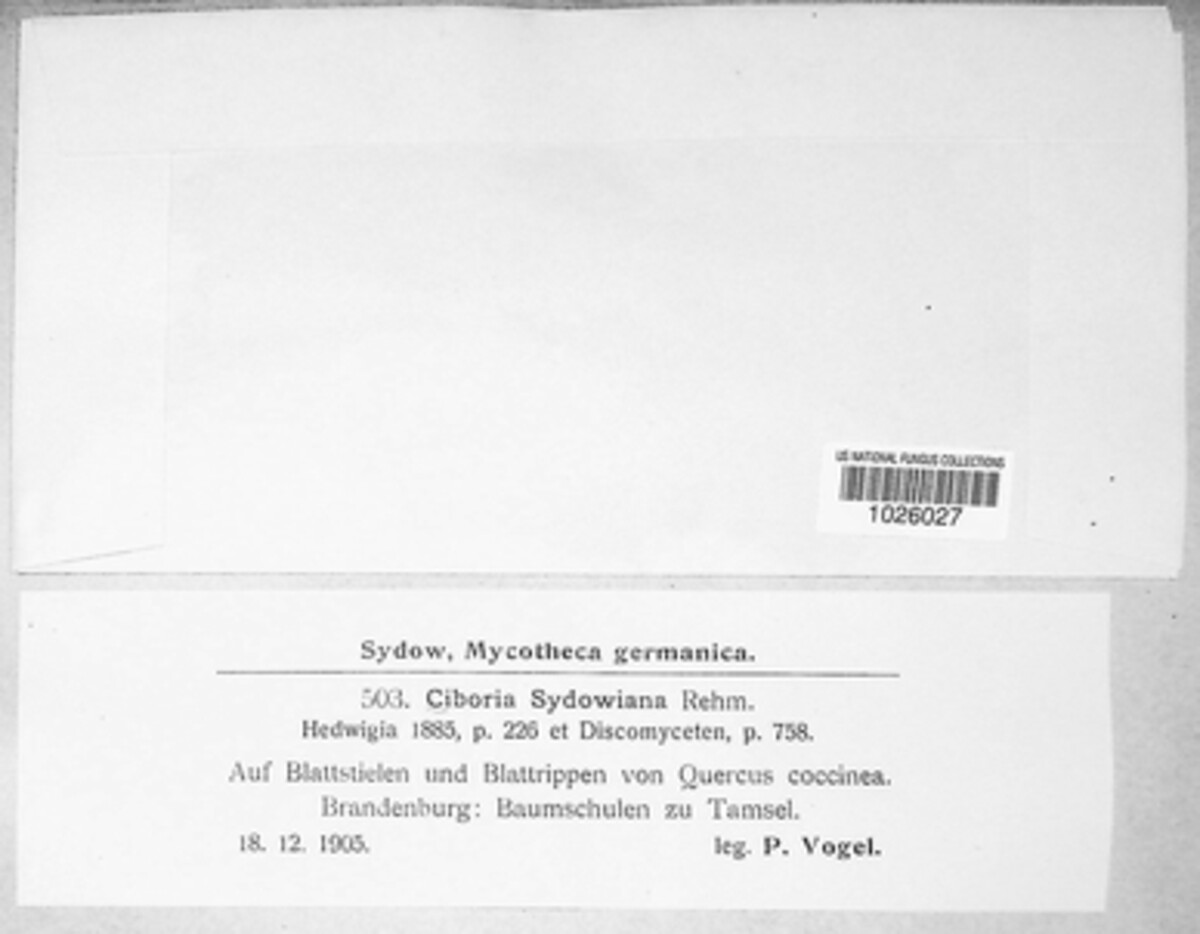 US NATIONAL FUNGUS COLLECTIONS
1026027
Sydow, Mycotheca germanica.
503. Ciboria Sydowiana Rehm.
Hedwigia 1885, p. 226 et Discomyceten, p. 758.
Auf Blattstielen und Blattrippen von Quercus coccinea.
Brandenburg: Baumschulen zu Tamsel.
18. 12. 1905. leg. P. Vogel.